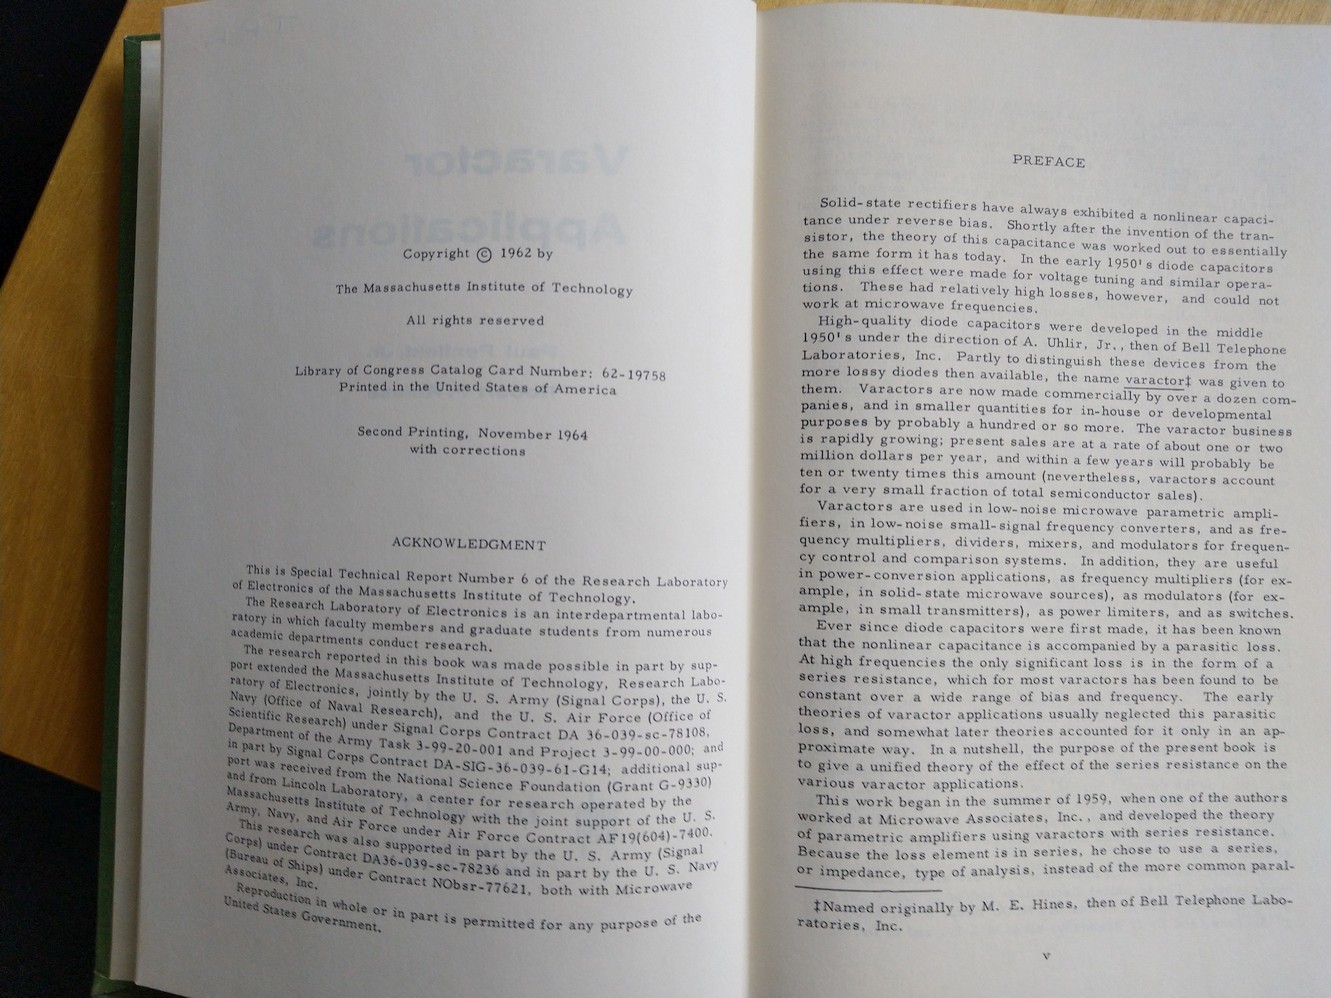 Copyright © 1962 by
The Massachusetts Institute of Technology
All rights reserved
Library of Congress Catalog Card Number: 62-19758
Printed in the United States of America
Second Printing, November 1964
with corrections
ACKNOWLEDGMENT
This is Special Technical Report Number 6 of the Research Laboratory
of Electronics of the Massachusetts Institute of Technology.
The Research Laboratory of Electronics is an interdepartmental labo-
ratory in which faculty members and graduate students from numerous
academic departments conduct research.
The research reported in this book was made possible in part by sup-
port extended the Massachusetts Institute of Technology, Research Labo-
ratory of Electronics, jointly by the U. S. Army (Signal Corps), the U. S.
Navy (Office of Naval Research), and the U. S. Air Force (Office of
Scientific Research) under Signal Corps Contract DA 36-039-sc-78108,
Department of the Army Task 3-99-20-001 and Project 3-99-00-000; and
in part by Signal Corps Contract DA-SIG-36-039-61-G14; additional sup-
port was received from the National Science Foundation (Grant G-9330)
and from Lincoln Laboratory, a center for research operated by the
Massachusetts Institute of Technology with the joint support of the U. S.
Army, Navy, and Air Force under Air Force Contract AF19(604)-7400.
This research was also supported in part by the U. S. Army (Signal
Corps) under Contract DA36-039-sc-78236 and in part by the U. S. Navy
(Bureau of Ships) under Contract NObsr-77621, both with Microwave
Associates, Inc.
Reproduction in whole or in part is permitted for any purpose of the
United States Government.
PREFACE
Solid-state rectifiers have always exhibited a nonlinear capaci-
tance under reverse bias. Shortly after the invention of the tran-
sistor, the theory of this capacitance was worked out to essentially
the same form it has today. In the early 1950's diode capacitors
using this effect were made for voltage tuning and similar opera-
tions. These had relatively high losses, however, and could not
work at microwave frequencies.
High-quality diode capacitors were developed in the middle
1950's under the direction of A. Uhlir, Jr., then of Bell Telephone
Laboratories, Inc. Partly to distinguish these devices from the
more lossy diodes then available, the name varactor‡ was given to
them. Varactors are now made commercially by over a dozen com-
panies, and in smaller quantities for in-house or developmental
purposes by probably a hundred or so more. The varactor business
is rapidly growing; present sales are at a rate of about one or two
million dollars per year, and within a few years will probably be
ten or twenty times this amount (nevertheless, varactors account
for a very small fraction of total semiconductor sales).
Varactors are used in low-noise microwave parametric ampli-
fiers, in low-noise small-signal frequency converters, and as fre-
quency multipliers, dividers, mixers, and modulators for frequen-
cy control and comparison systems. In addition, they are useful
in power-conversion applications, as frequency multipliers (for ex-
ample, in solid-state microwave sources), as modulators (for ex-
ample, in small transmitters), as power limiters, and as switches.
Ever since diode capacitors were first made, it has been known
that the nonlinear capacitance is accompanied by a parasitic loss.
At high frequencies the only significant loss is in the form of a
series resistance, which for most varactors has been found to be
constant over a wide range of bias and frequency. The early
theories of varactor applications usually neglected this parasitic
loss, and somewhat later theories accounted for it only in an ap-
proximate way. In a nutshell, the purpose of the present book is
to give a unified theory of the effect of the series resistance on the
various varactor applications.
This work began in the summer of 1959, when one of the authors
worked at Microwave Associates, Inc., and developed the theory
of parametric amplifiers using varactors with series resistance.
Because the loss element is in series, he chose to use a series,
or impedance, type of analysis, instead of the more common paral-
‡Named originally by M. E. Hines, then of Bell Telephone Labo-
ratories, Inc.
v